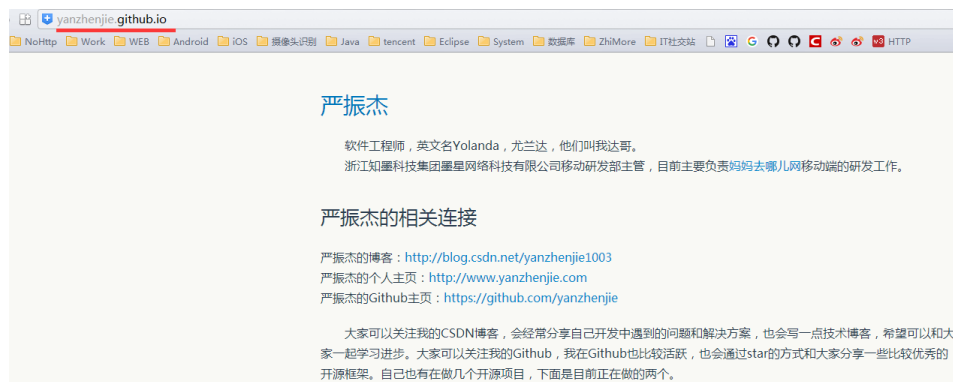 yanzhenjie.github.io
NoHttp Work WEB Android iOS 摄像头识别 Java tencent Eclipse System 数据库 ZhiMore IT社交站 HTTP
严振杰
软件工程师，英文名Yolanda，尤兰达，他们叫我达哥。
浙江知墨科技集团墨星网络科技有限公司移动研发部主管，目前主要负责妈妈去哪儿网移动端的研发工作。
严振杰的相关连接
严振杰的博客：http://blog.csdn.net/yanzhenjie1003
严振杰的个人主页：http://www.yanzhenjie.com
严振杰的Github主页：https://github.com/yanzhenjie
大家可以关注我的CSDN博客，会经常分享自己开发中遇到的问题和解决方案，也会写一点技术博客，希望可以和大
家一起学习进步。大家可以关注我的Github，我在Github也比较活跃，也会通过star的方式和大家分享一些比较优秀的
开源框架。自己也有在做几个开源项目，下面是目前正在做的两个。